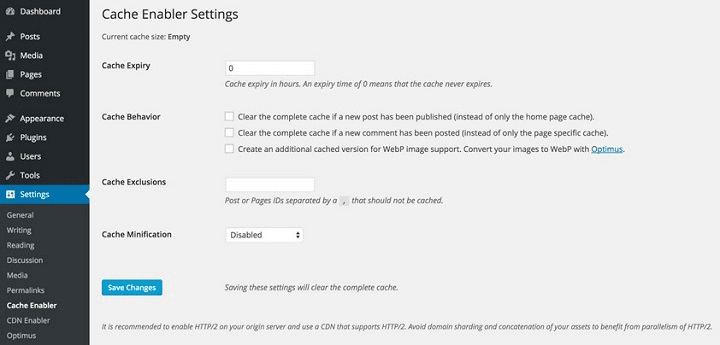 Dashboard
Posts
Media
Pages
Comments
Appearance
Plugins
Users
Tools
Settings
General
Writing
Reading
Discussion
Media
Permalinks
Cache Enabler
CDN Enabler
Optimus
Cache Enabler Settings
Current cache size: Empty
Cache Expiry
0
Cache expiry in hours. An expiry time of 0 means that the cache never expires.
Cache Behavior
Clear the complete cache if a new post has been published (instead of only the home page cache).
Clear the complete cache if a new comment has been posted (instead of only the page specific cache).
Create an additional cached version for WebP image support. Convert your images to WebP with Optimus.
Cache Exclusions
Post or Pages IDs separated by a , that should not be cached.
Cache Minification
Disabled
Save Changes
Saving these settings will clear the complete cache.
It is recommended to enable HTTP/2 on your origin server and use a CDN that supports HTTP/2. Avoid domain sharding and concatenation of your assets to benefit from parallelism of HTTP/2.